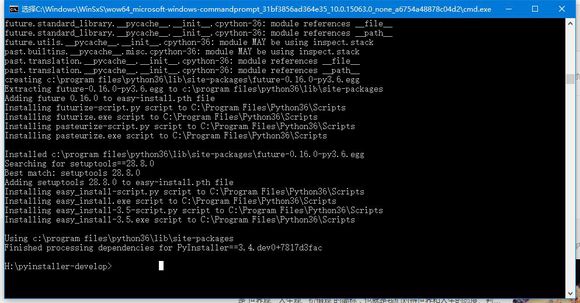 选择C:\Windows\WinSxS\wow64_microsoft-windows-commandprompt_31bf3856ad364e35_10.0.15063.0_none_a6754a48878c04d2\cmd.exe
future.standard_library.__pycache__.__init__.cpython-36: module references __file__
future.standard_library.__pycache__.__init__.cpython-36: module references __path__
future.utils.__pycache__.__init__.cpython-36: module MAY be using inspect.stack
past.builtins.__pycache__.misc.cpython-36: module MAY be using inspect.stack
past.translation.__pycache__.__init__.cpython-36: module references __file__
past.translation.__pycache__.__init__.cpython-36: module references __path__
creating c:\program files\python36\lib\site-packages\future-0.16.0-py3.6.egg
Extracting future-0.16.0-py3.6.egg to c:\program files\python36\lib\site-packages
Adding future 0.16.0 to easy-install.pth file
Installing futurize-script.py script to C:\Program Files\Python36\Scripts
Installing futurize.exe script to C:\Program Files\Python36\Scripts
Installing pasteurize-script.py script to C:\Program Files\Python36\Scripts
Installing pasteurize.exe script to C:\Program Files\Python36\Scripts
Installed c:\program files\python36\lib\site-packages\future-0.16.0-py3.6.egg
Searching for setuptools==28.8.0
Best match: setuptools 28.8.0
Adding setuptools 28.8.0 to easy-install.pth file
Installing easy_install-script.py script to C:\Program Files\Python36\Scripts
Installing easy_install.exe script to C:\Program Files\Python36\Scripts
Installing easy_install-3.5-script.py script to C:\Program Files\Python36\Scripts
Installing easy_install-3.5.exe script to C:\Program Files\Python36\Scripts
Using c:\program files\python36\lib\site-packages
Finished processing dependencies for PyInstaller==3.4.dev0+7817d3fac
H:\pyinstaller-develop>